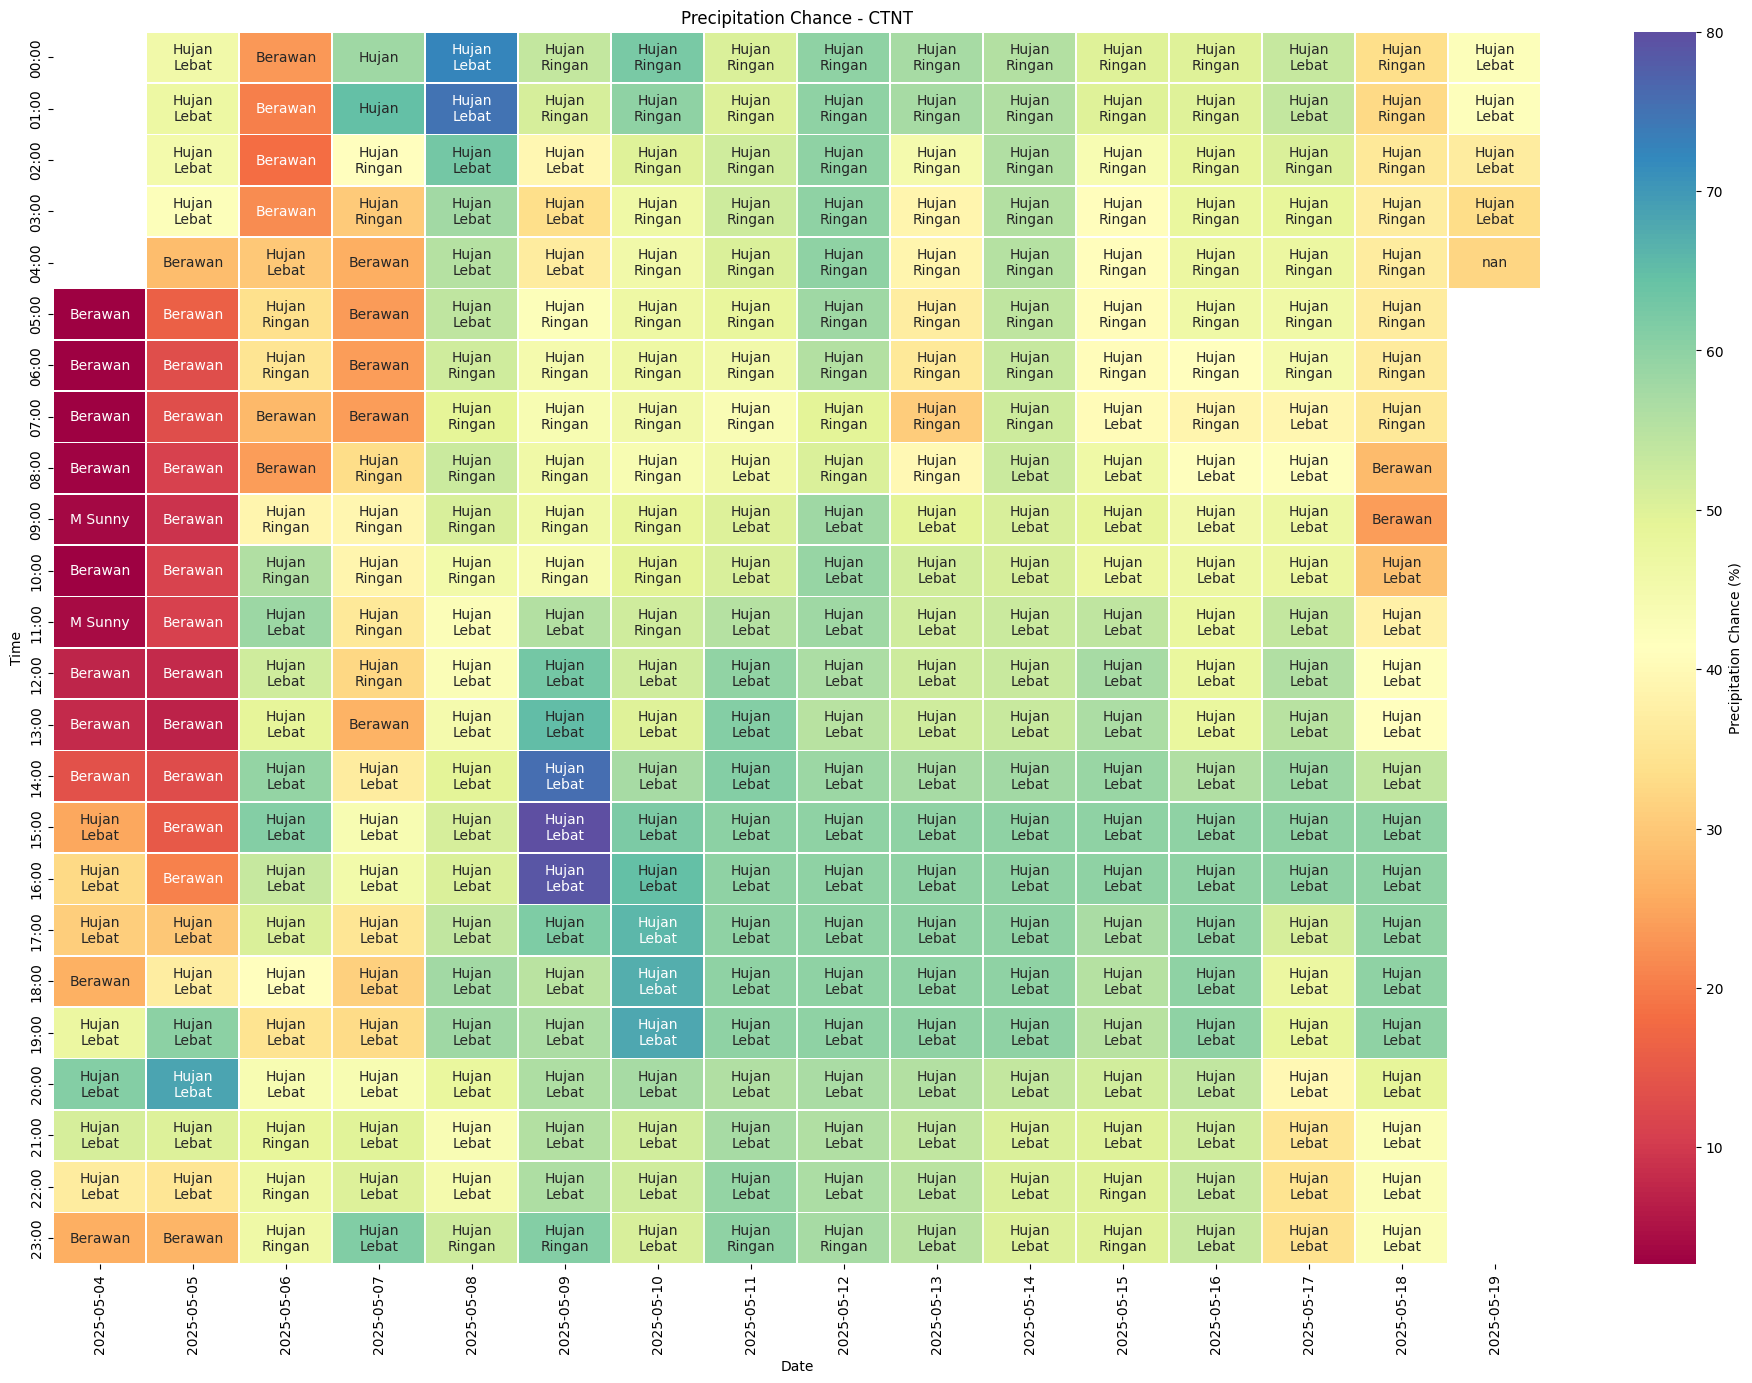 Precipitation Chance - CTNT
00:00 Hujan Lebat Berawan Hujan Hujan Lebat Hujan Ringan Hujan Ringan Hujan Ringan Hujan Ringan Hujan Ringan Hujan Ringan Hujan Ringan Hujan Ringan Hujan Lebat Hujan Ringan Hujan Lebat
01:00 Hujan Lebat Berawan Hujan Hujan Lebat Hujan Ringan Hujan Ringan Hujan Ringan Hujan Ringan Hujan Ringan Hujan Ringan Hujan Ringan Hujan Ringan Hujan Lebat Hujan Ringan Hujan Lebat
02:00 Hujan Lebat Berawan Hujan Ringan Hujan Lebat Hujan Lebat Hujan Ringan Hujan Ringan Hujan Ringan Hujan Ringan Hujan Ringan Hujan Ringan Hujan Ringan Hujan Ringan Hujan Ringan Hujan Lebat
03:00 Hujan Lebat Berawan Hujan Ringan Hujan Lebat Hujan Lebat Hujan Ringan Hujan Ringan Hujan Ringan Hujan Ringan Hujan Ringan Hujan Ringan Hujan Ringan Hujan Ringan Hujan Ringan Hujan Lebat
04:00 Berawan Hujan Lebat Berawan Hujan Lebat Hujan Lebat Hujan Ringan Hujan Ringan Hujan Ringan Hujan Ringan Hujan Ringan Hujan Ringan Hujan Ringan Hujan Ringan Hujan Ringan nan
05:00 Berawan Berawan Hujan Ringan Berawan Hujan Lebat Hujan Ringan Hujan Ringan Hujan Ringan Hujan Ringan Hujan Ringan Hujan Ringan Hujan Ringan Hujan Ringan Hujan Ringan Hujan Ringan
06:00 Berawan Berawan Hujan Ringan Berawan Hujan Ringan Hujan Ringan Hujan Ringan Hujan Ringan Hujan Ringan Hujan Ringan Hujan Ringan Hujan Ringan Hujan Ringan Hujan Ringan Hujan Ringan
07:00 Berawan Berawan Berawan Berawan Hujan Ringan Hujan Ringan Hujan Ringan Hujan Ringan Hujan Ringan Hujan Ringan Hujan Ringan Hujan Lebat Hujan Ringan Hujan Lebat Hujan Ringan
08:00 Berawan Berawan Berawan Hujan Ringan Hujan Ringan Hujan Ringan Hujan Ringan Hujan Lebat Hujan Ringan Hujan Ringan Hujan Lebat Hujan Lebat Hujan Lebat Hujan Lebat Berawan
09:00 M Sunny Berawan Hujan Ringan Hujan Ringan Hujan Ringan Hujan Ringan Hujan Ringan Hujan Lebat Hujan Lebat Hujan Lebat Hujan Lebat Hujan Lebat Hujan Lebat Hujan Lebat Berawan
10:00 Berawan Berawan Hujan Ringan Hujan Ringan Hujan Ringan Hujan Ringan Hujan Ringan Hujan Lebat Hujan Lebat Hujan Lebat Hujan Lebat Hujan Lebat Hujan Lebat Hujan Lebat Hujan Lebat
11:00 M Sunny Berawan Hujan Lebat Hujan Ringan Hujan Lebat Hujan Lebat Hujan Ringan Hujan Lebat Hujan Lebat Hujan Lebat Hujan Lebat Hujan Lebat Hujan Lebat Hujan Lebat Hujan Lebat
12:00 Berawan Berawan Hujan Lebat Hujan Ringan Hujan Lebat Hujan Lebat Hujan Lebat Hujan Lebat Hujan Lebat Hujan Lebat Hujan Lebat Hujan Lebat Hujan Lebat Hujan Lebat Hujan Lebat
13:00 Berawan Berawan Hujan Lebat Berawan Hujan Lebat Hujan Lebat Hujan Lebat Hujan Lebat Hujan Lebat Hujan Lebat Hujan Lebat Hujan Lebat Hujan Lebat Hujan Lebat Hujan Lebat
14:00 Berawan Berawan Hujan Lebat Hujan Lebat Hujan Lebat Hujan Lebat Hujan Lebat Hujan Lebat Hujan Lebat Hujan Lebat Hujan Lebat Hujan Lebat Hujan Lebat Hujan Lebat Hujan Lebat
15:00 Hujan Lebat Berawan Hujan Lebat Hujan Lebat Hujan Lebat Hujan Lebat Hujan Lebat Hujan Lebat Hujan Lebat Hujan Lebat Hujan Lebat Hujan Lebat Hujan Lebat Hujan Lebat Hujan Lebat
16:00 Hujan Lebat Berawan Hujan Lebat Hujan Lebat Hujan Lebat Hujan Lebat Hujan Lebat Hujan Lebat Hujan Lebat Hujan Lebat Hujan Lebat Hujan Lebat Hujan Lebat Hujan Lebat Hujan Lebat
17:00 Hujan Lebat Hujan Lebat Hujan Lebat Hujan Lebat Hujan Lebat Hujan Lebat Hujan Lebat Hujan Lebat Hujan Lebat Hujan Lebat Hujan Lebat Hujan Lebat Hujan Lebat Hujan Lebat Hujan Lebat
18:00 Berawan Hujan Lebat Hujan Lebat Hujan Lebat Hujan Lebat Hujan Lebat Hujan Lebat Hujan Lebat Hujan Lebat Hujan Lebat Hujan Lebat Hujan Lebat Hujan Lebat Hujan Lebat Hujan Lebat
19:00 Hujan Lebat Hujan Lebat Hujan Lebat Hujan Lebat Hujan Lebat Hujan Lebat Hujan Lebat Hujan Lebat Hujan Lebat Hujan Lebat Hujan Lebat Hujan Lebat Hujan Lebat Hujan Lebat Hujan Lebat
20:00 Hujan Lebat Hujan Lebat Hujan Lebat Hujan Lebat Hujan Lebat Hujan Lebat Hujan Lebat Hujan Lebat Hujan Lebat Hujan Lebat Hujan Lebat Hujan Lebat Hujan Lebat Hujan Lebat Hujan Lebat
21:00 Hujan Lebat Hujan Lebat Hujan Ringan Hujan Lebat Hujan Lebat Hujan Lebat Hujan Lebat Hujan Lebat Hujan Lebat Hujan Lebat Hujan Lebat Hujan Lebat Hujan Lebat Hujan Lebat Hujan Lebat
22:00 Hujan Lebat Hujan Lebat Hujan Ringan Hujan Lebat Hujan Lebat Hujan Lebat Hujan Lebat Hujan Lebat Hujan Lebat Hujan Lebat Hujan Lebat Hujan Ringan Hujan Lebat Hujan Lebat Hujan Lebat
23:00 Berawan Berawan Hujan Ringan Hujan Lebat Hujan Ringan Hujan Ringan Hujan Lebat Hujan Ringan Hujan Ringan Hujan Lebat Hujan Lebat Hujan Ringan Hujan Lebat Hujan Lebat Hujan Lebat
Time
2025-05-04 2025-05-05 2025-05-06 2025-05-07 2025-05-08 2025-05-09 2025-05-10 2025-05-11 2025-05-12 2025-05-13 2025-05-14 2025-05-15 2025-05-16 2025-05-17 2025-05-18 2025-05-19
Date
80
70
60
50
40
30
20
10
Precipitation Chance (%)